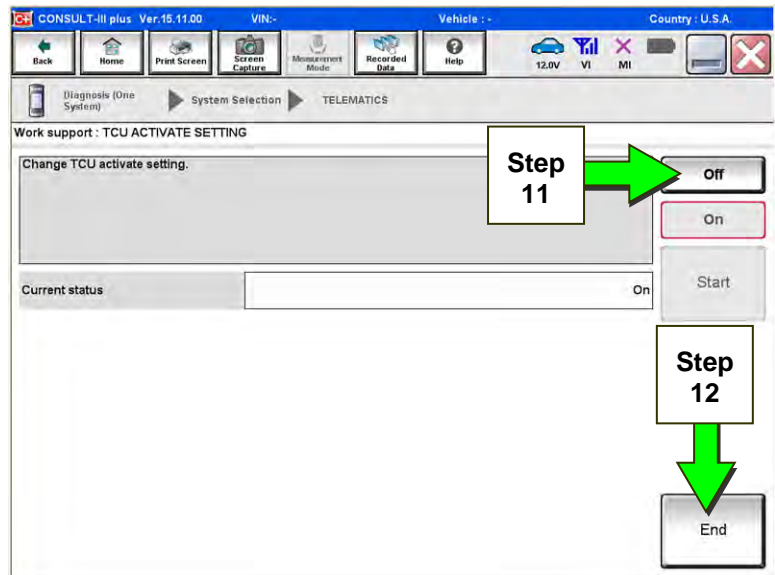 CONSULT-III plus Ver.15.11.00 VIN:- Vehicle : - Country : U.S.A.
Back Home Print Screen Screen Capture Measurement Mode Recorded Data Help 12.0V VI MI
Diagnosis (One System) System Selection TELEMATICS
Work support : TCU ACTIVATE SETTING
Change TCU activate setting.
Step 11
Off
On
Current status On
Start
Step 12
End